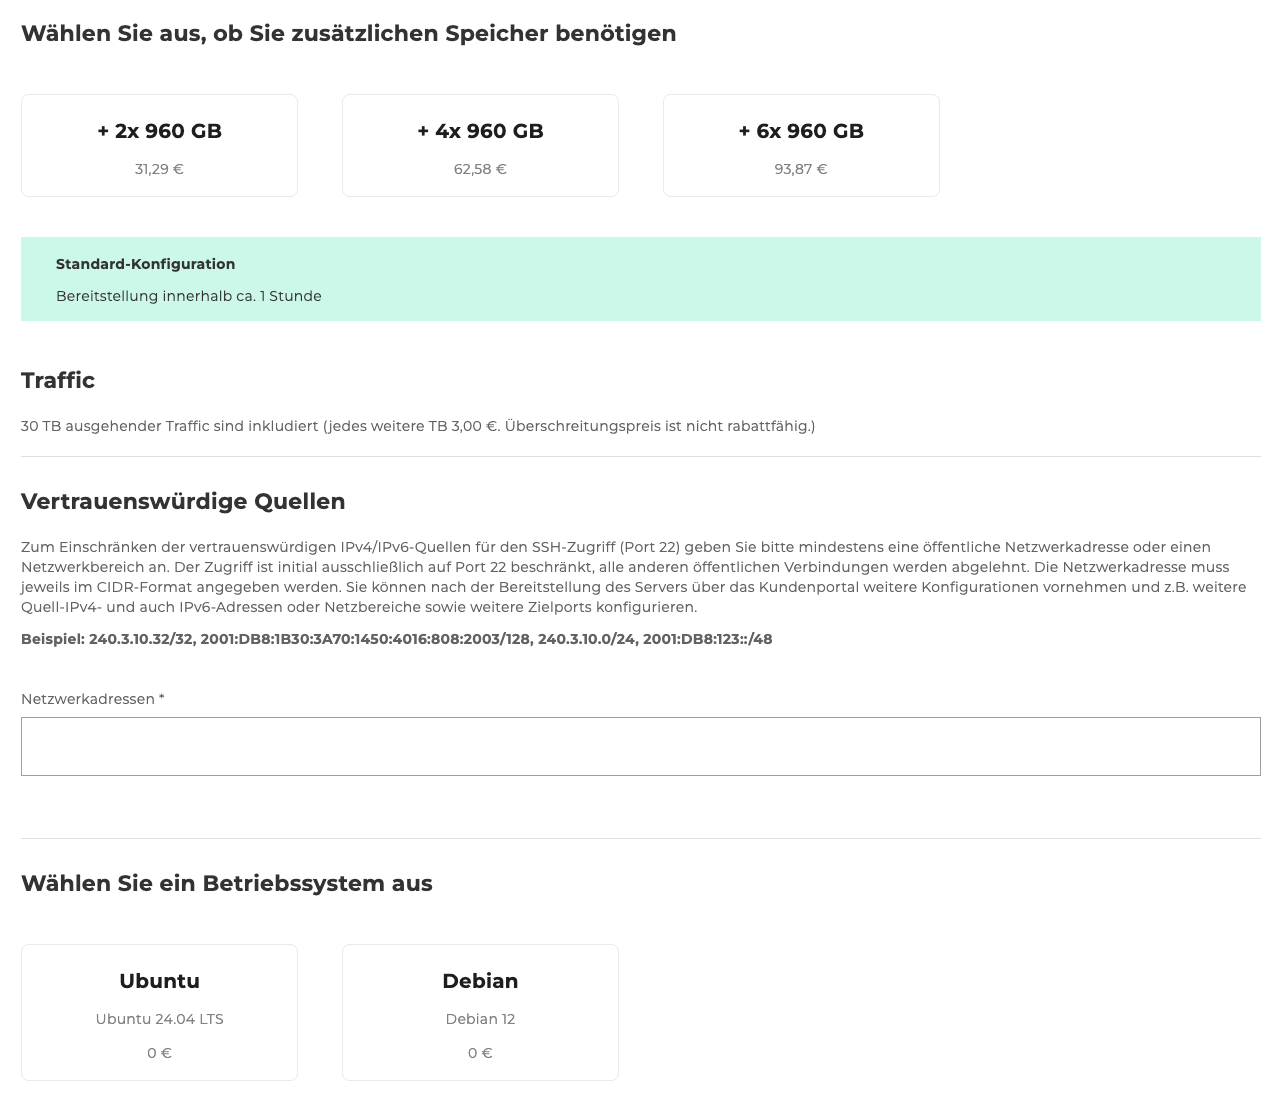 Wählen Sie aus, ob Sie zusätzlichen Speicher benötigen
+ 2x 960 GB
31,29 €
+ 4x 960 GB
62,58 €
+ 6x 960 GB
93,87 €
Standard-Konfiguration
Bereitstellung innerhalb ca. 1 Stunde
Traffic
30 TB ausgehender Traffic sind inkludiert (jedes weitere TB 3,00 €. Überschreitungspreis ist nicht rabattfähig.)
Vertrauenswürdige Quellen
Zum Einschränken der vertrauenswürdigen IPv4/IPv6-Quellen für den SSH-Zugriff (Port 22) geben Sie bitte mindestens eine öffentliche Netzwerkadresse oder einen
Netzwerkbereich an. Der Zugriff ist initial ausschließlich auf Port 22 beschränkt, alle anderen öffentlichen Verbindungen werden abgelehnt. Die Netzwerkadresse muss
jeweils im CIDR-Format angegeben werden. Sie können nach der Bereitstellung des Servers über das Kundenportal weitere Konfigurationen vornehmen und z.B. weitere
Quell-IPv4- und auch IPv6-Adressen oder Netzbereiche sowie weitere Zielports konfigurieren.
Beispiel: 240.3.10.32/32, 2001:DB8:1B30:3A70:1450:4016:808:2003/128, 240.3.10.0/24, 2001:DB8:123::/48
Netzwerkadressen *
Wählen Sie ein Betriebssystem aus
Ubuntu
Ubuntu 24.04 LTS
0 €
Debian
Debian 12
0 €